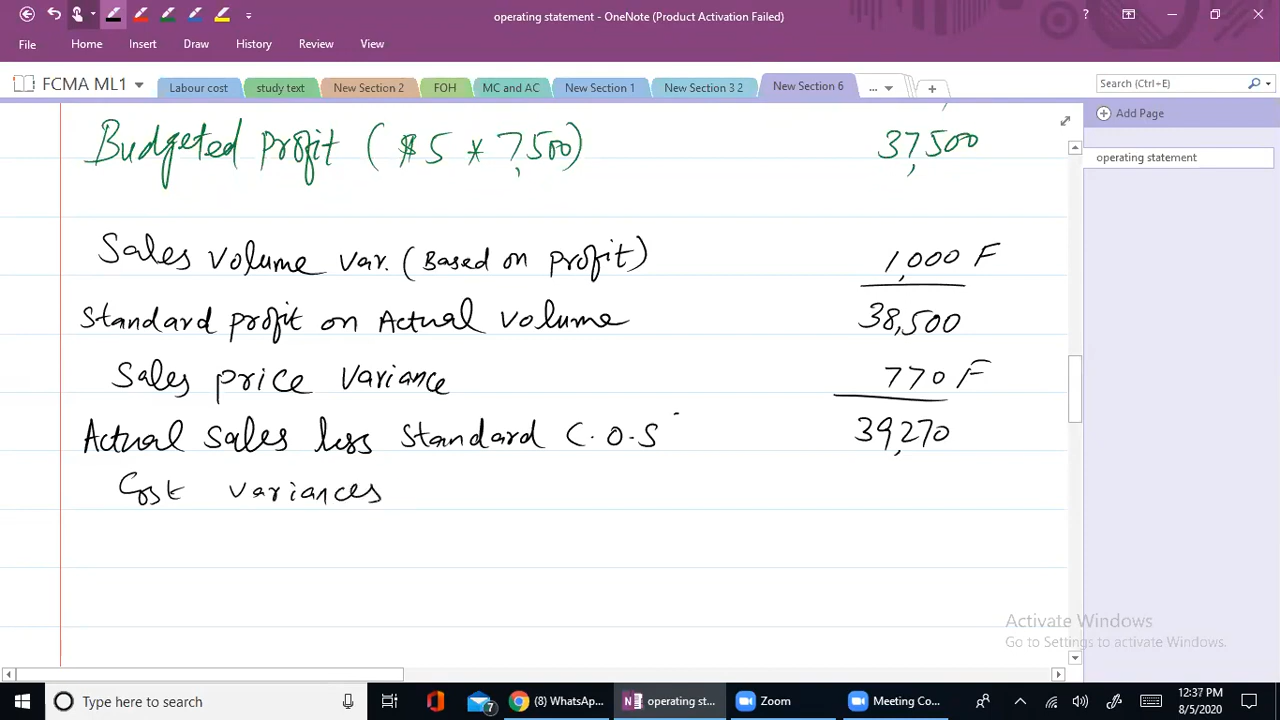 operating statement - OneNote (Product Activation Failed)
?
File Home Insert Draw History Review View
FCMA ML1 Labour cost study text New Section 2 FOH MC and AC New Section 1 New Section 3 2 New Section 6 ... Search (Ctrl+E)
Add Page
operating statement
Budgeted Profit ($5 * 7,500) 37,500
Sales volume var. (Based on profit) 1,000 F
Standard profit on Actual volume 38,500
Sales price variance 770 F
Actual sales less standard C.O.S 39,270
Cost variances
Activate Windows
Go to Settings to activate Windows.
Type here to search 7 (8) WhatsApp... operating sta... Zoom Meeting Co... 12:37 PM
8/5/2020